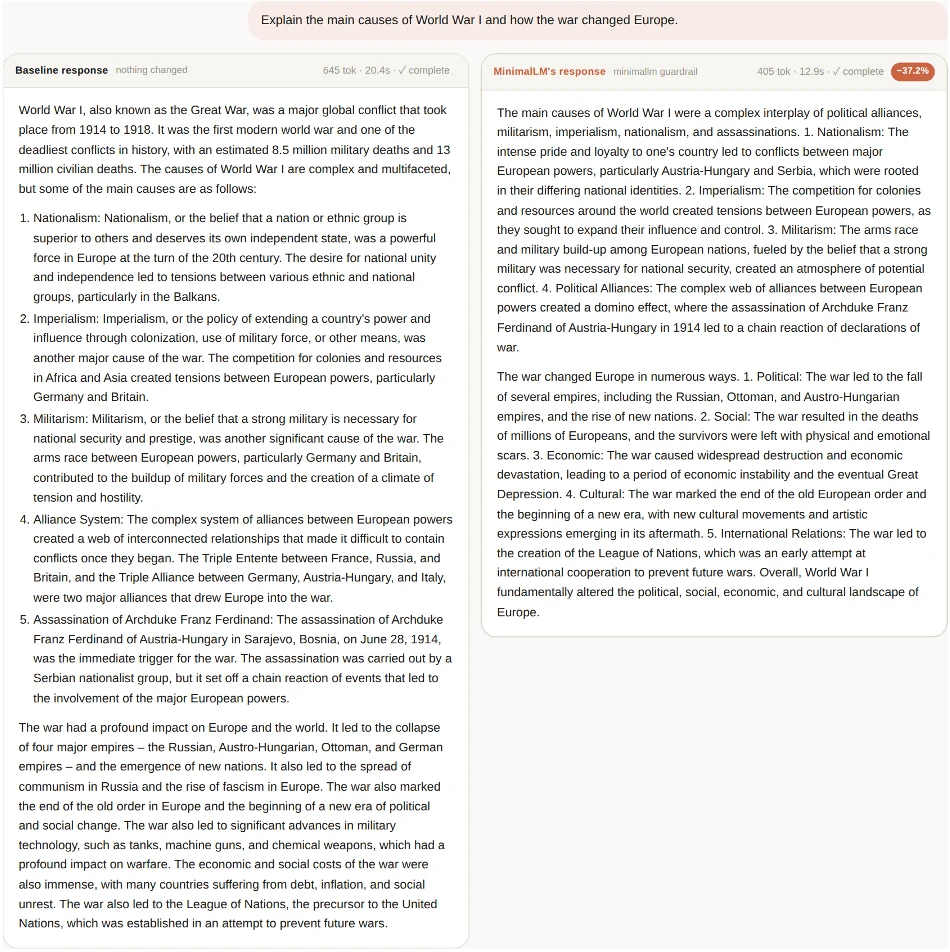 Explain the main causes of World War I and how the war changed Europe.
Baseline response nothing changed 645 tok · 20.4s · ✓ complete
World War I, also known as the Great War, was a major global conflict that took
place from 1914 to 1918. It was the first modern world war and one of the
deadliest conflicts in history, with an estimated 8.5 million military deaths and 13
million civilian deaths. The causes of World War I are complex and multifaceted,
but some of the main causes are as follows:
1. Nationalism: Nationalism, or the belief that a nation or ethnic group is
superior to others and deserves its own independent state, was a powerful
force in Europe at the turn of the 20th century. The desire for national unity
and independence led to tensions between various ethnic and national
groups, particularly in the Balkans.
2. Imperialism: Imperialism, or the policy of extending a country's power and
influence through colonization, use of military force, or other means, was
another major cause of the war. The competition for colonies and resources
in Africa and Asia created tensions between European powers, particularly
Germany and Britain.
3. Militarism: Militarism, or the belief that a strong military is necessary for
national security and prestige, was another significant cause of the war. The
arms race between European powers, particularly Germany and Britain,
contributed to the buildup of military forces and the creation of a climate of
tension and hostility.
4. Alliance System: The complex system of alliances between European powers
created a web of interconnected relationships that made it difficult to contain
conflicts once they began. The Triple Entente between France, Russia, and
Britain, and the Triple Alliance between Germany, Austria-Hungary, and Italy,
were two major alliances that drew Europe into the war.
5. Assassination of Archduke Franz Ferdinand: The assassination of Archduke
Franz Ferdinand of Austria-Hungary in Sarajevo, Bosnia, on June 28, 1914,
was the immediate trigger for the war. The assassination was carried out by a
Serbian nationalist group, but it set off a chain reaction of events that led to
the involvement of the major European powers.
The war had a profound impact on Europe and the world. It led to the collapse
of four major empires – the Russian, Austro-Hungarian, Ottoman, and German
empires – and the emergence of new nations. It also led to the spread of
communism in Russia and the rise of fascism in Europe. The war also marked
the end of the old order in Europe and the beginning of a new era of political
and social change. The war also led to significant advances in military
technology, such as tanks, machine guns, and chemical weapons, which had a
profound impact on warfare. The economic and social costs of the war were
also immense, with many countries suffering from debt, inflation, and social
unrest. The war also led to the League of Nations, the precursor to the United
Nations, which was established in an attempt to prevent future wars.
MinimalLM's response minimallm guardrail 405 tok · 12.9s · ✓ complete −37.2%
The main causes of World War I were a complex interplay of political alliances,
militarism, imperialism, nationalism, and assassinations. 1. Nationalism: The
intense pride and loyalty to one's country led to conflicts between major
European powers, particularly Austria-Hungary and Serbia, which were rooted
in their differing national identities. 2. Imperialism: The competition for colonies
and resources around the world created tensions between European powers, as
they sought to expand their influence and control. 3. Militarism: The arms race
and military build-up among European nations, fueled by the belief that a strong
military was necessary for national security, created an atmosphere of potential
conflict. 4. Political Alliances: The complex web of alliances between European
powers created a domino effect, where the assassination of Archduke Franz
Ferdinand of Austria-Hungary in 1914 led to a chain reaction of declarations of
war.
The war changed Europe in numerous ways. 1. Political: The war led to the fall
of several empires, including the Russian, Ottoman, and Austro-Hungarian
empires, and the rise of new nations. 2. Social: The war resulted in the deaths
of millions of Europeans, and the survivors were left with physical and emotional
scars. 3. Economic: The war caused widespread destruction and economic
devastation, leading to a period of economic instability and the eventual Great
Depression. 4. Cultural: The war marked the end of the old European order and
the beginning of a new era, with new cultural movements and artistic
expressions emerging in its aftermath. 5. International Relations: The war led to
the creation of the League of Nations, which was an early attempt at
international cooperation to prevent future wars. Overall, World War I
fundamentally altered the political, social, economic, and cultural landscape of
Europe.